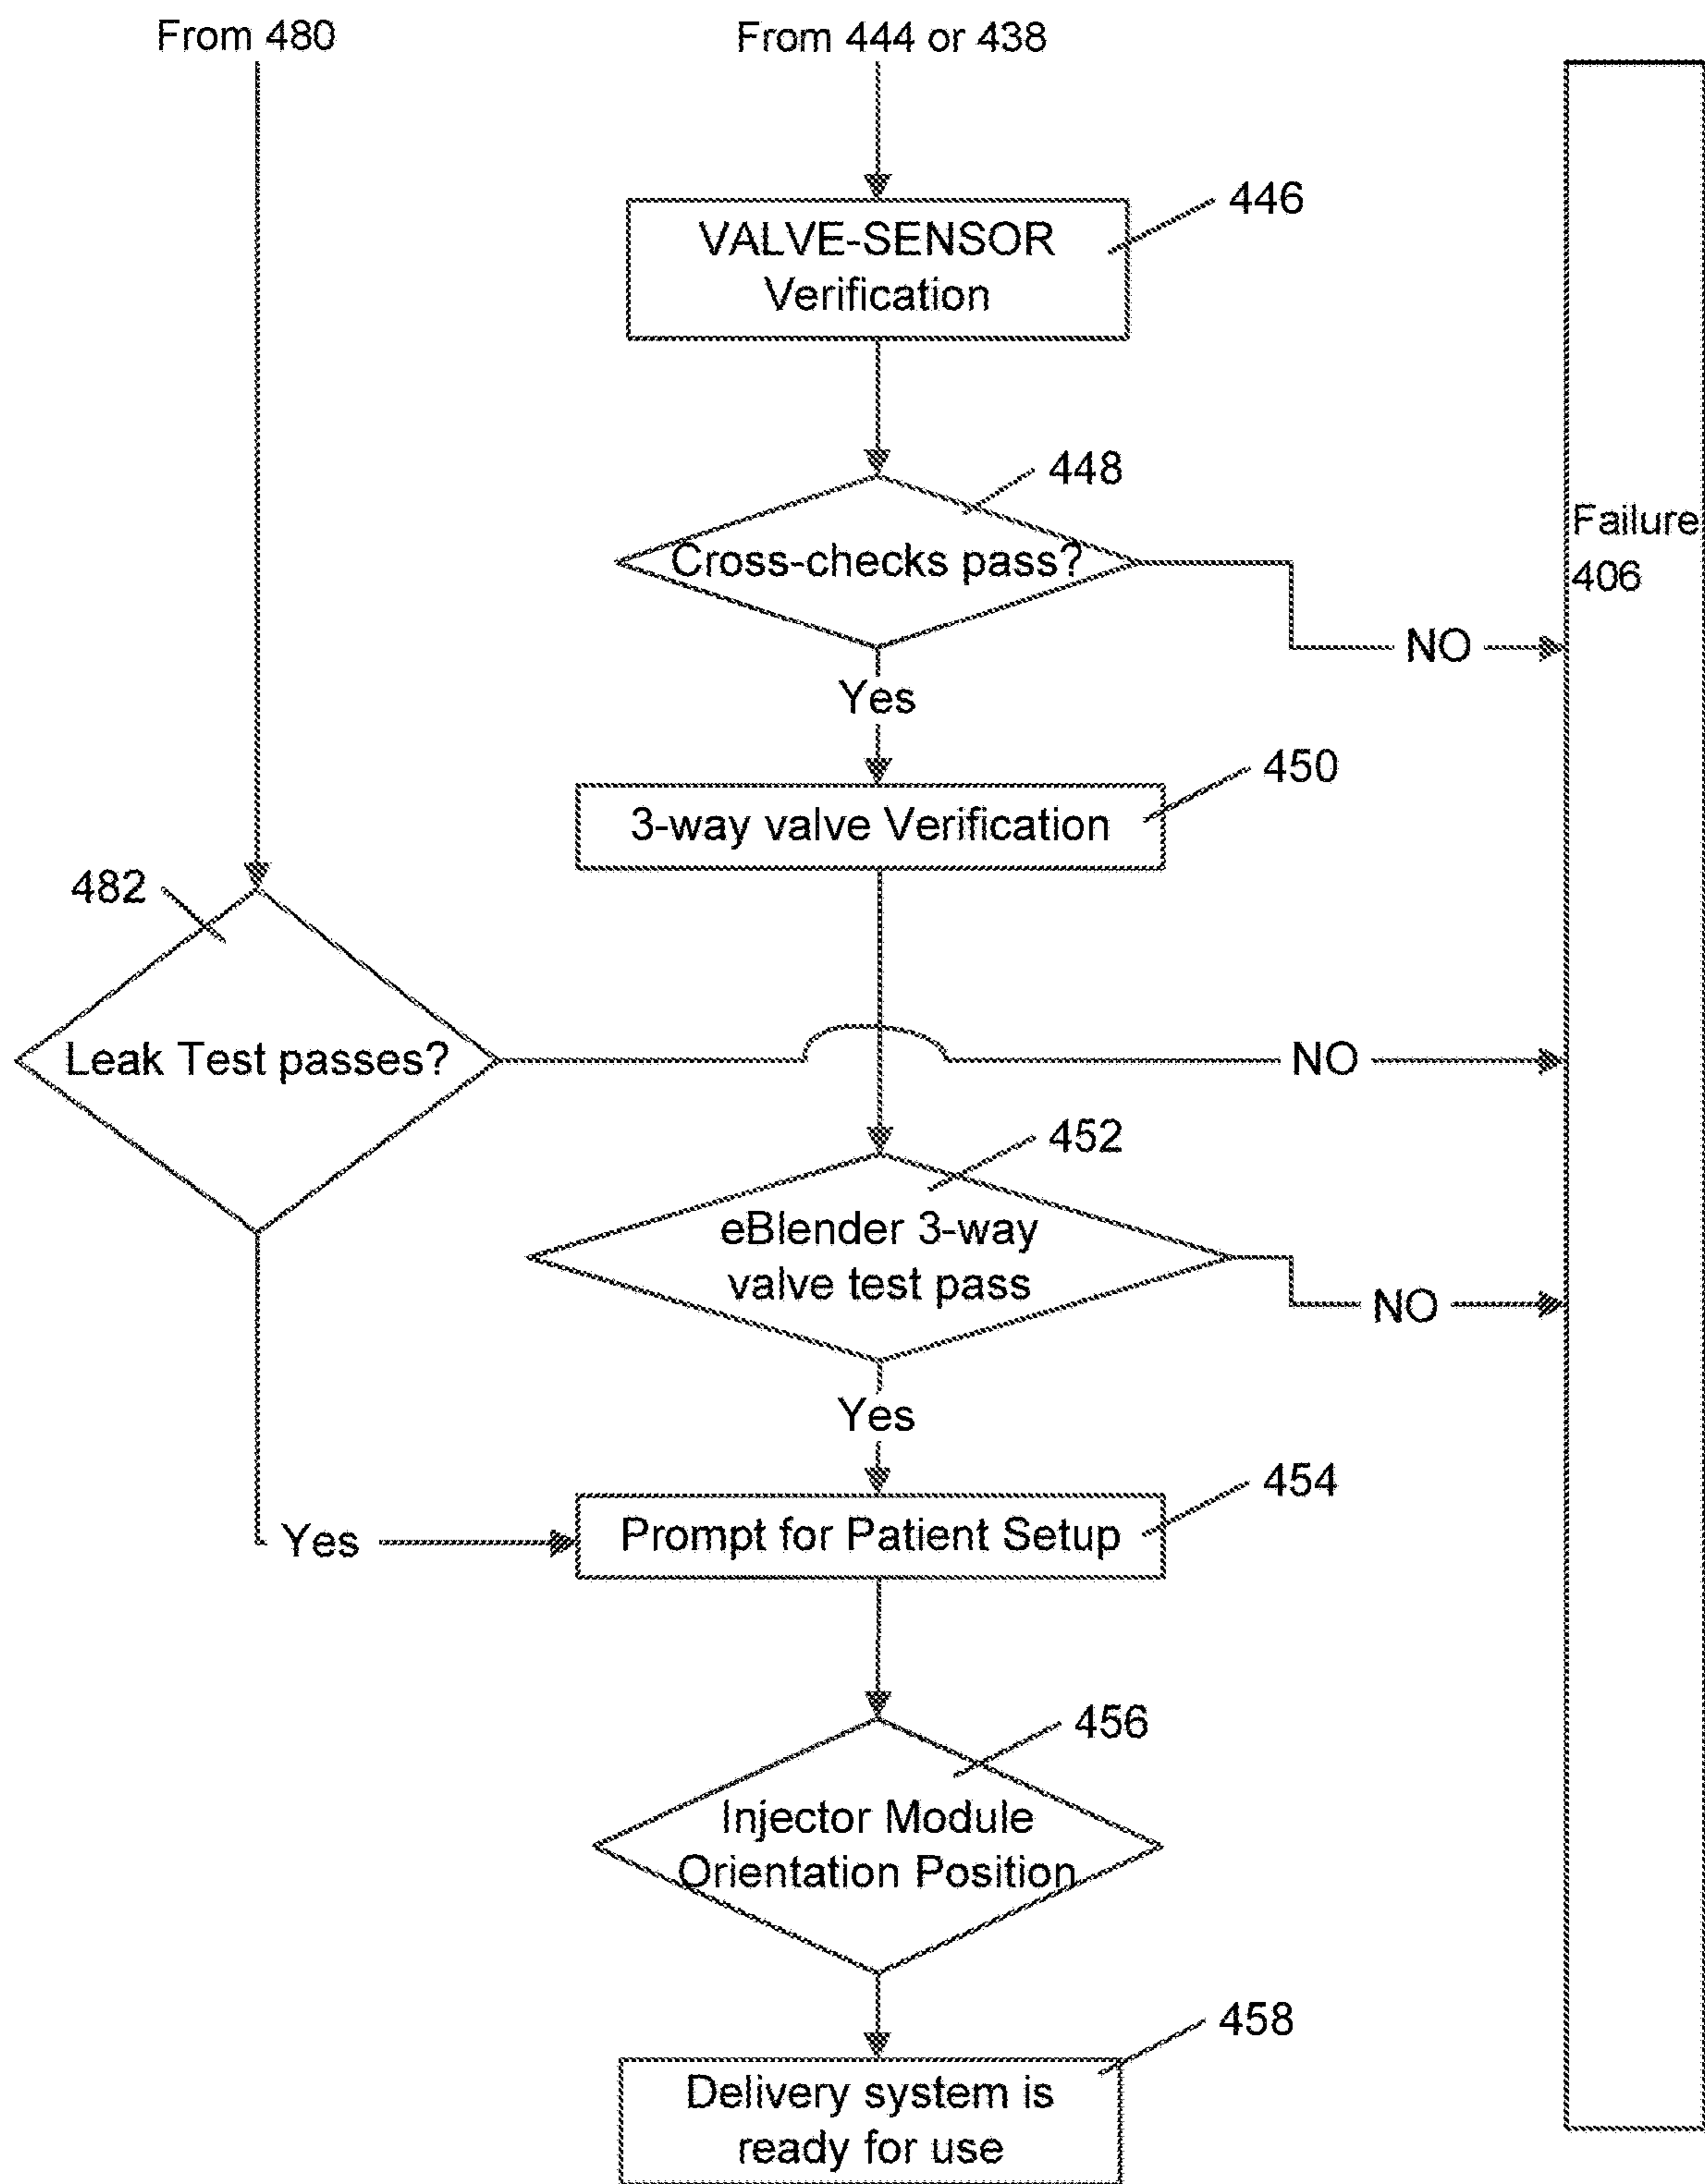 From 480
From 444 or 438
446
VALVE-SENSOR
Verification
448
Cross-checks pass?
Failure
406
NO
Yes
450
3-way valve Verification
482
Leak Test passes?
NO
452
eBlender 3-way
valve test pass
NO
Yes
454
Yes
Prompt for Patient Setup
456
Injector Module
Orientation Position
458
Delivery system is
ready for use